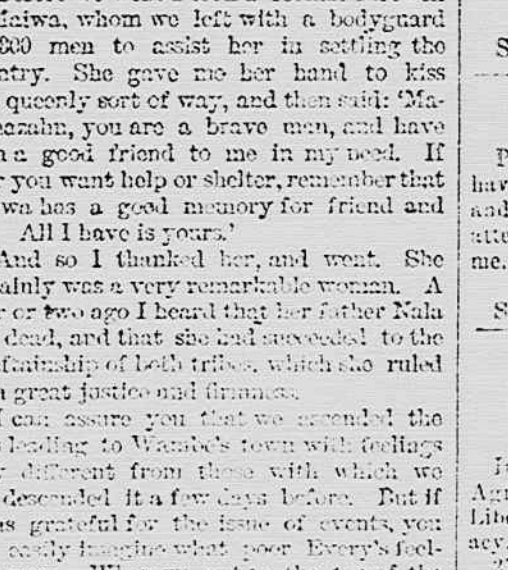 aiwa, whom we left with a bodyguard
300 men to assist her in settling the
ntry. She gave me her hand to kiss
queenly sort of way, and then said: 'Ma-
mazahn, you are a brave man, and have
a good friend to me in my need. If
you want help or shelter, remember that
wa has a good memory for friend and
All I have is yours.'
And so I thanked her, and went. She
ainly was a very remarkable woman. A
r or two ago I heard that her father Nala
dead, and that she had succeeded to the
ftainship of both tribes, which she ruled
great justice and firmness.
I can assure you that we ascended the
leading to Wambe's town with feelings
different from those with which we
descended it a few days before. But if
as grateful for the issue of events, you
easily imagine what poor Every's feel-
S
P
hav
and
atte
me.
S
It
Agr
Libe
acy,